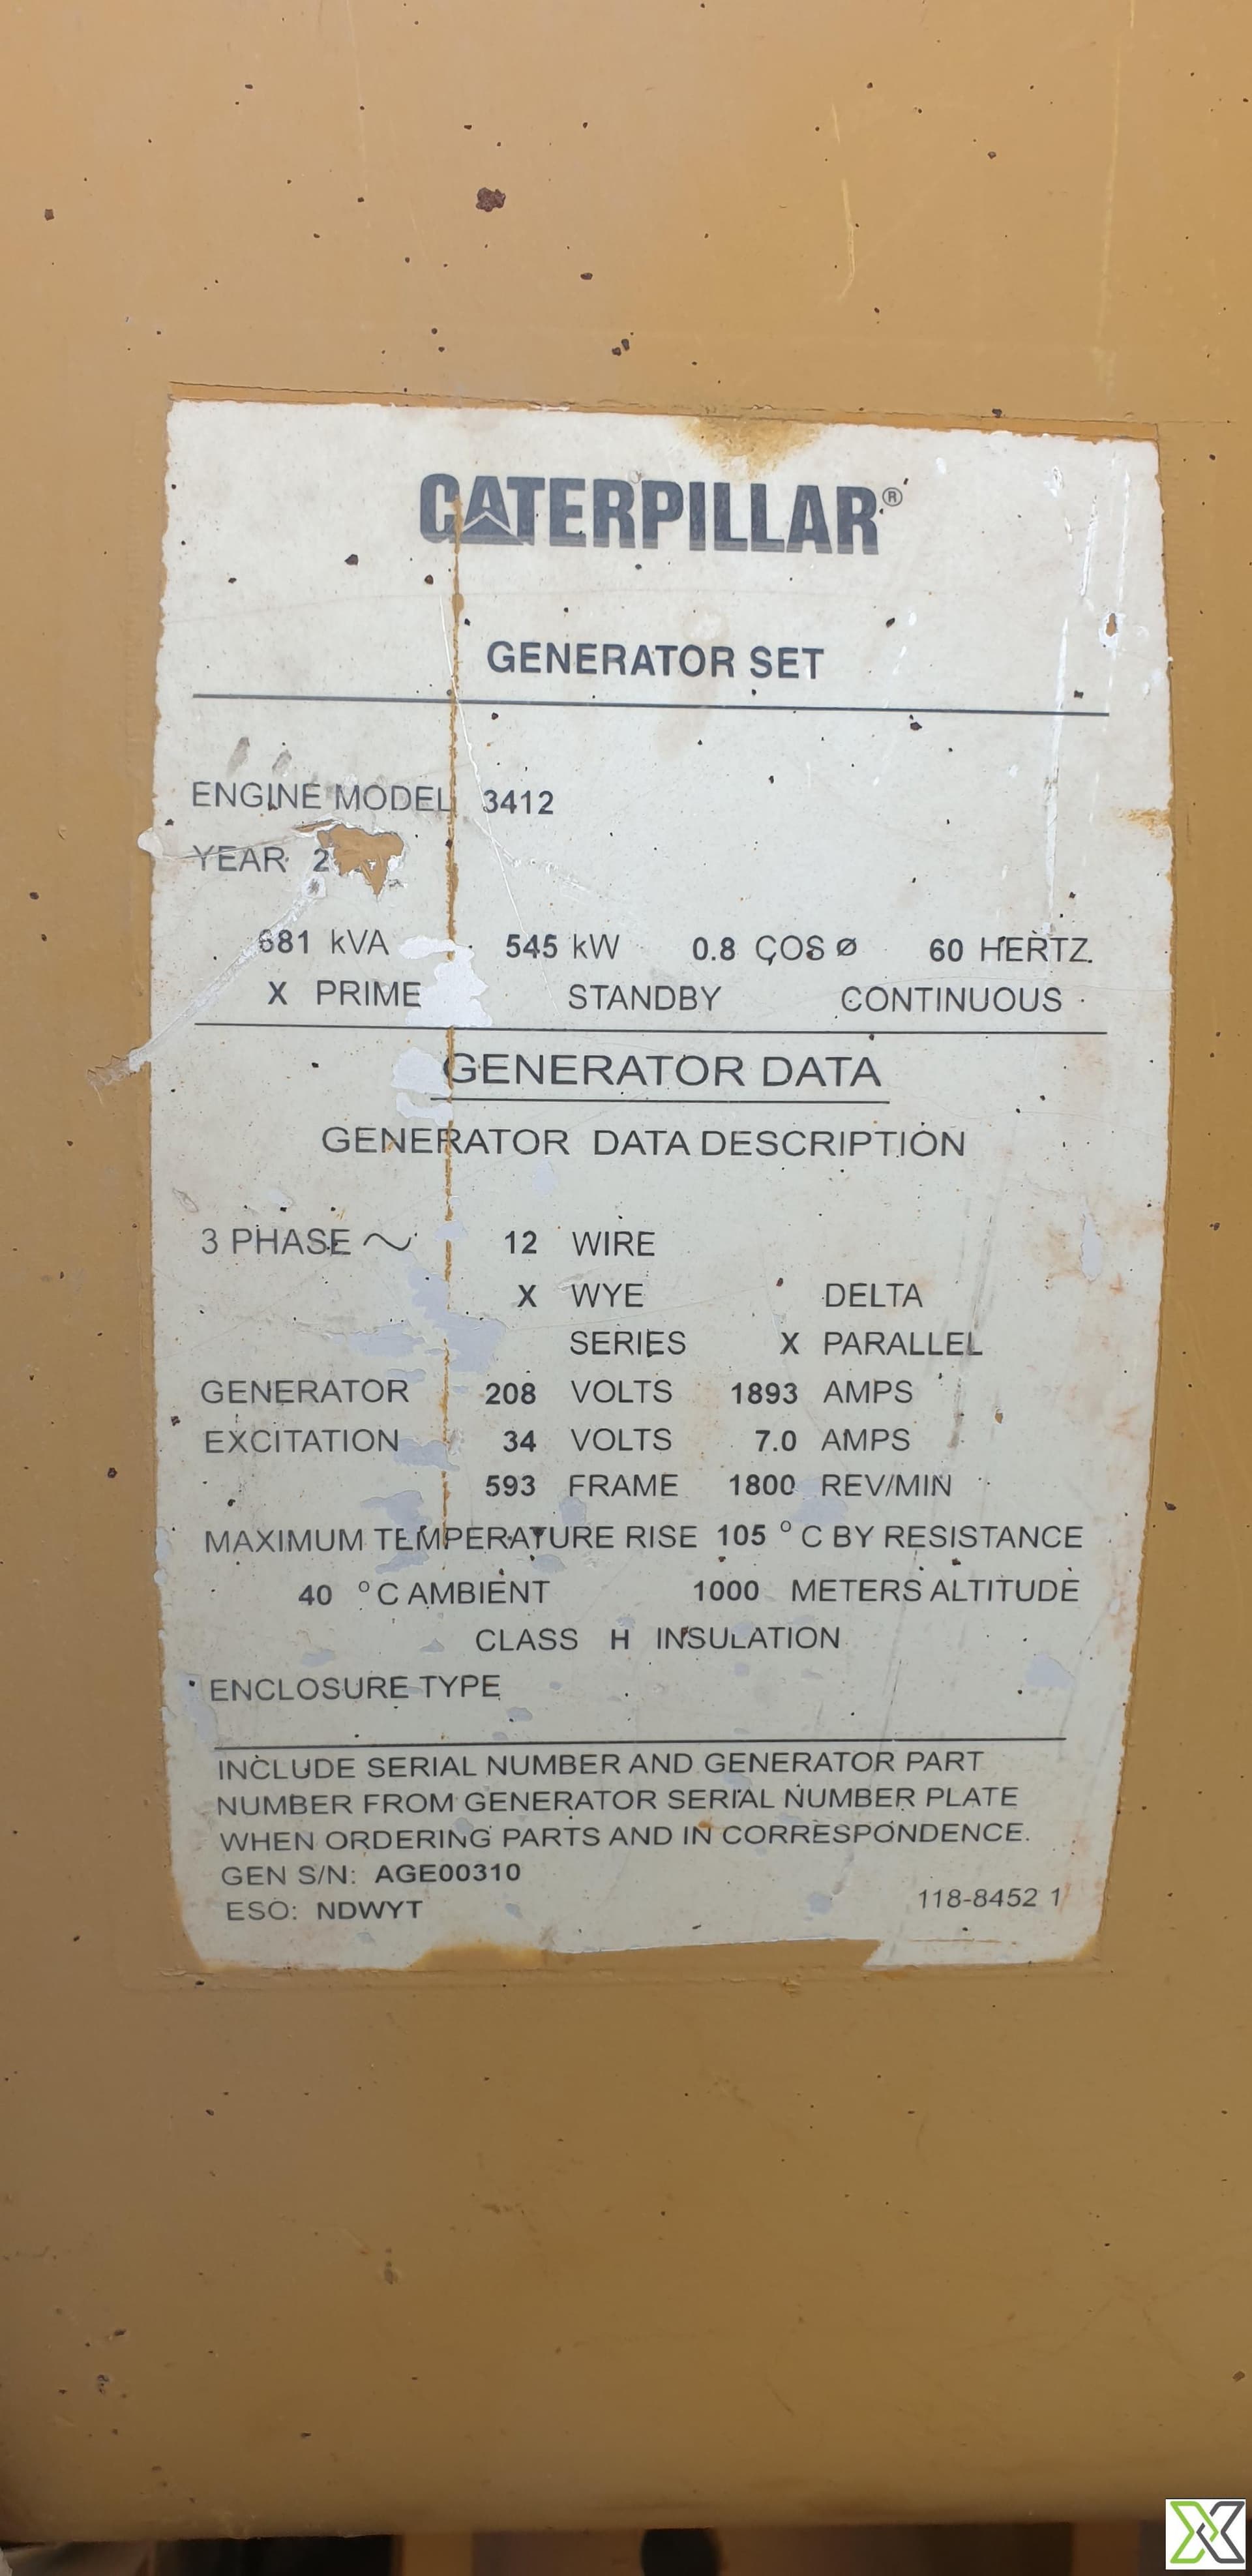 CATERPILLAR®
GENERATOR SET
ENGINE MODEL 3412
YEAR
681 kVA 545 kW 0.8 COS ø 60 HERTZ
X PRIME STANDBY CONTINUOUS
GENERATOR DATA
GENERATOR DATA DESCRIPTION
3 PHASE ~ 12 WIRE
X WYE DELTA
SERIES X PARALLEL
GENERATOR 208 VOLTS 1893 AMPS
EXCITATION 34 VOLTS 7.0 AMPS
593 FRAME 1800 REV/MIN
MAXIMUM TEMPERATURE RISE 105 °C BY RESISTANCE
40 °C AMBIENT 1000 METERS ALTITUDE
CLASS H INSULATION
ENCLOSURE TYPE
INCLUDE SERIAL NUMBER AND GENERATOR PART
NUMBER FROM GENERATOR SERIAL NUMBER PLATE
WHEN ORDERING PARTS AND IN CORRESPONDENCE.
GEN S/N: AGE00310
ESO: NDWYT 118-8452 1